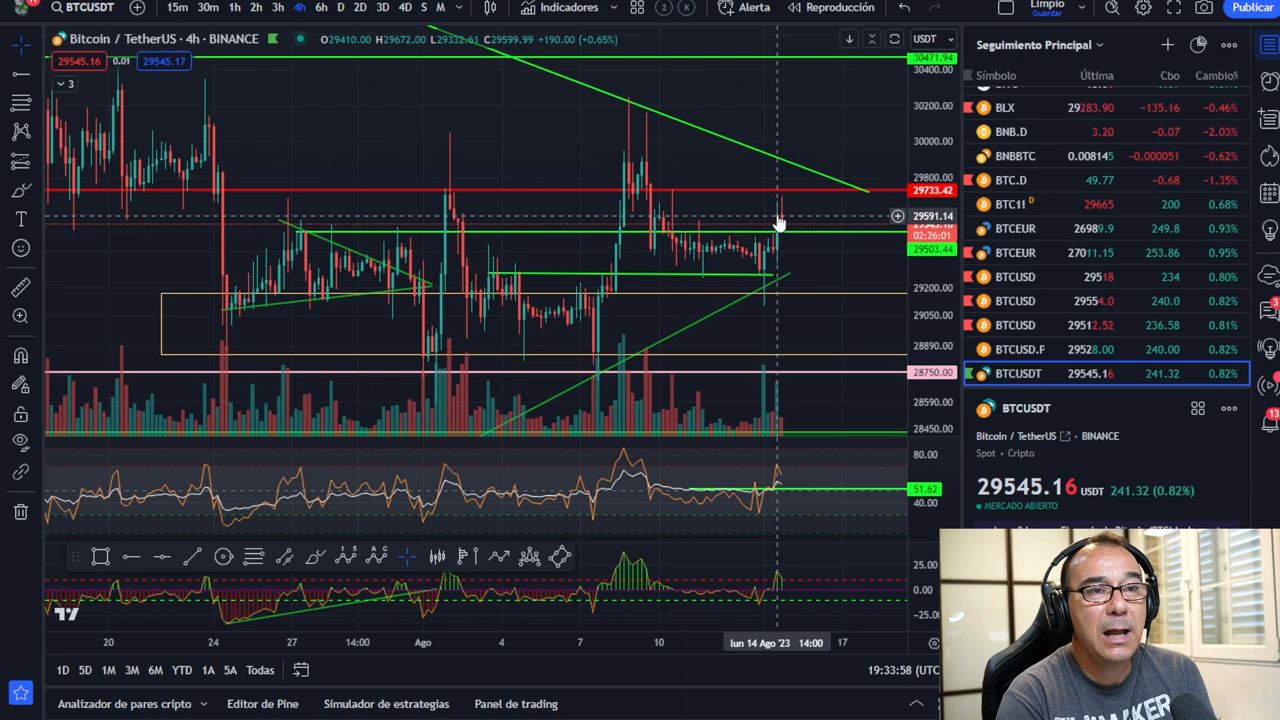 BTCUSDT 15m 30m 1h 2h 3h 4h 6h D 2D 3D 4D S M Indicadores 2 K Alerta Reproducción Limpio Guardar Publicar
Bitcoin / TetherUS · 4h · BINANCE O29410.00 H29672.00 L29332.61 C29599.99 +190.00 (+0.65%) USDT
29545.16 0.01 29545.17
3
30471.94
30400.00
30200.00
30000.00
29800.00
29733.42
29591.14
02:26:01
29503.44
29200.00
29050.00
28890.00
28750.00
28590.00
28450.00
80.00
51.62
40.00
25.00
0.00
−25.00
20 24 27 14:00 Ago 4 7 10 lun 14 Ago '23 14:00 17
1D 5D 1M 3M 6M YTD 1A 5A Todas 19:33:58 (UTC
Analizador de pares cripto Editor de Pine Simulador de estrategias Panel de trading
Seguimiento Principal
Símbolo Última Cbo Cambio%
BLX 29283.90 −135.16 −0.46%
BNB.D 3.20 −0.07 −2.03%
BNBBTC 0.008145 −0.000051 −0.62%
BTC.D 49.77 −0.68 −1.35%
BTC1! D 29665 200 0.68%
BTCEUR 26989.9 249.8 0.93%
BTCEUR 27011.15 253.86 0.95%
BTCUSD 29518 234 0.80%
BTCUSD 29554.0 240.0 0.82%
BTCUSD 29512.52 236.58 0.81%
BTCUSD.F 29528.00 240.00 0.82%
BTCUSDT 29545.16 241.32 0.82%
BTCUSDT
Bitcoin / TetherUS · BINANCE
Spot · Cripto
29545.16 USDT 241.32 (0.82%)
MERCADO ABIERTO
3
13
FILMMAKER